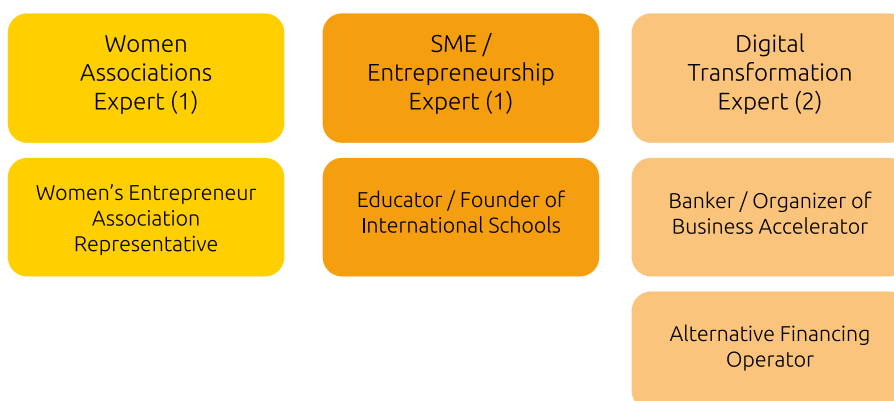 Women
Associations
Expert (1)
SME /
Entrepreneurship
Expert (1)
Digital
Transformation
Expert (2)
Women’s Entrepreneur
Association
Representative
Educator / Founder of
International Schools
Banker / Organizer of
Business Accelerator
Alternative Financing
Operator